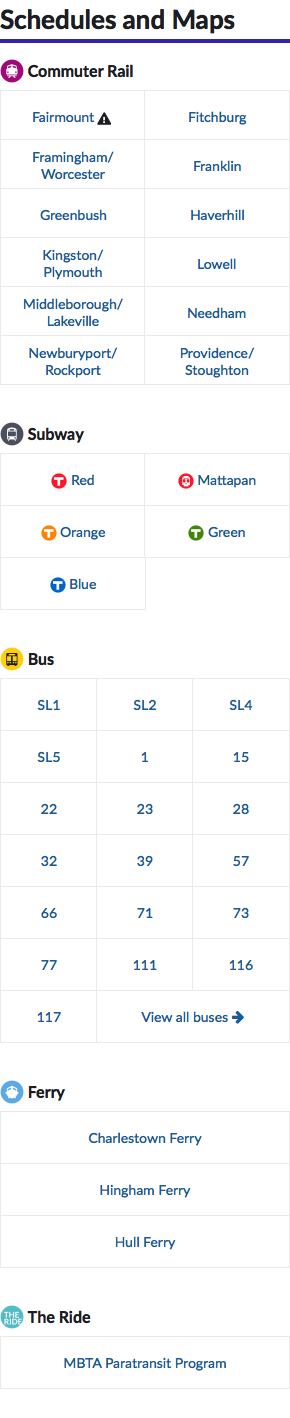 Schedules and Maps
Commuter Rail
Fairmount
Fitchburg
Framingham/
Worcester
Franklin
Greenbush
Haverhill
Kingston/
Plymouth
Lowell
Middleborough/
Lakeville
Needham
Newburyport/
Rockport
Providence/
Stoughton
Subway
T Red
Mattapan
T Orange
T Green
T Blue
Bus
SL1
SL2
SL4
SL5
1
15
22
23
28
32
39
57
66
71
73
77
111
116
117
View all buses
Ferry
Charlestown Ferry
Hingham Ferry
Hull Ferry
THE
RIDE
The Ride
MBTA Paratransit Program